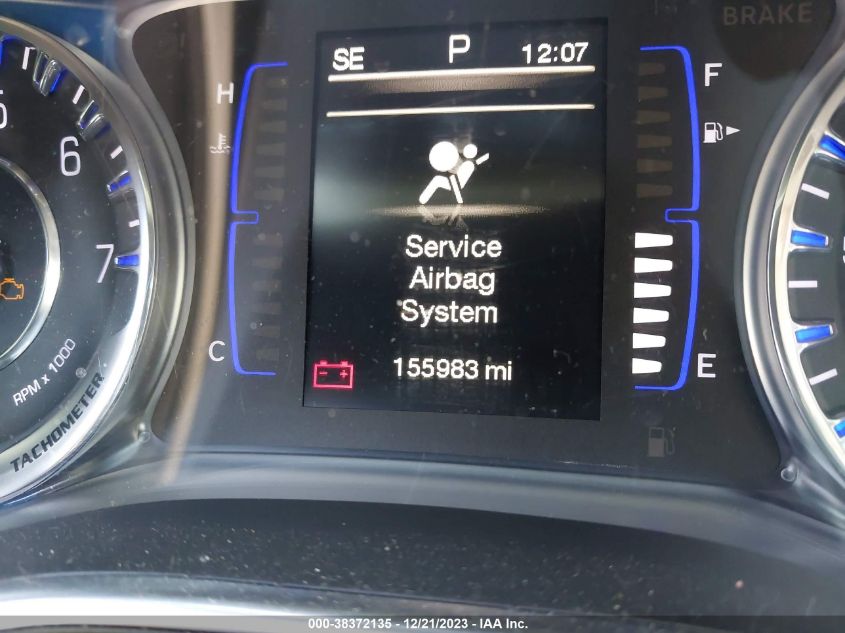 BRAKE
SE P 12:07
H
F
6
7
Service
Airbag
System
C
E
155983 mi
RPM x 1000
TACHOMETER
000-38372135 - 12/21/2023 - IAA Inc.